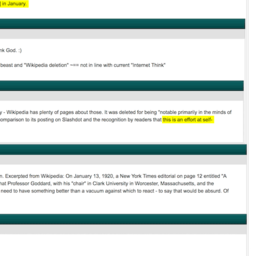 in January.
nk God. :)
beast and "Wikipedia deletion" ==> not in line with current "Internet Think"
y - Wikipedia has plenty of pages about those. It was deleted for being "notable primarily in the minds of
comparison to its posting on Slashdot and the recognition by readers that this is an effort at self-
n. Excerpted from Wikipedia: On January 13, 1920, a New York Times editorial on page 12 entitled "A
hat Professor Goddard, with his "chair" in Clark University in Worcester, Massachusetts, and the
need to have something better than a vacuum against which to react - to say that would be absurd. Of